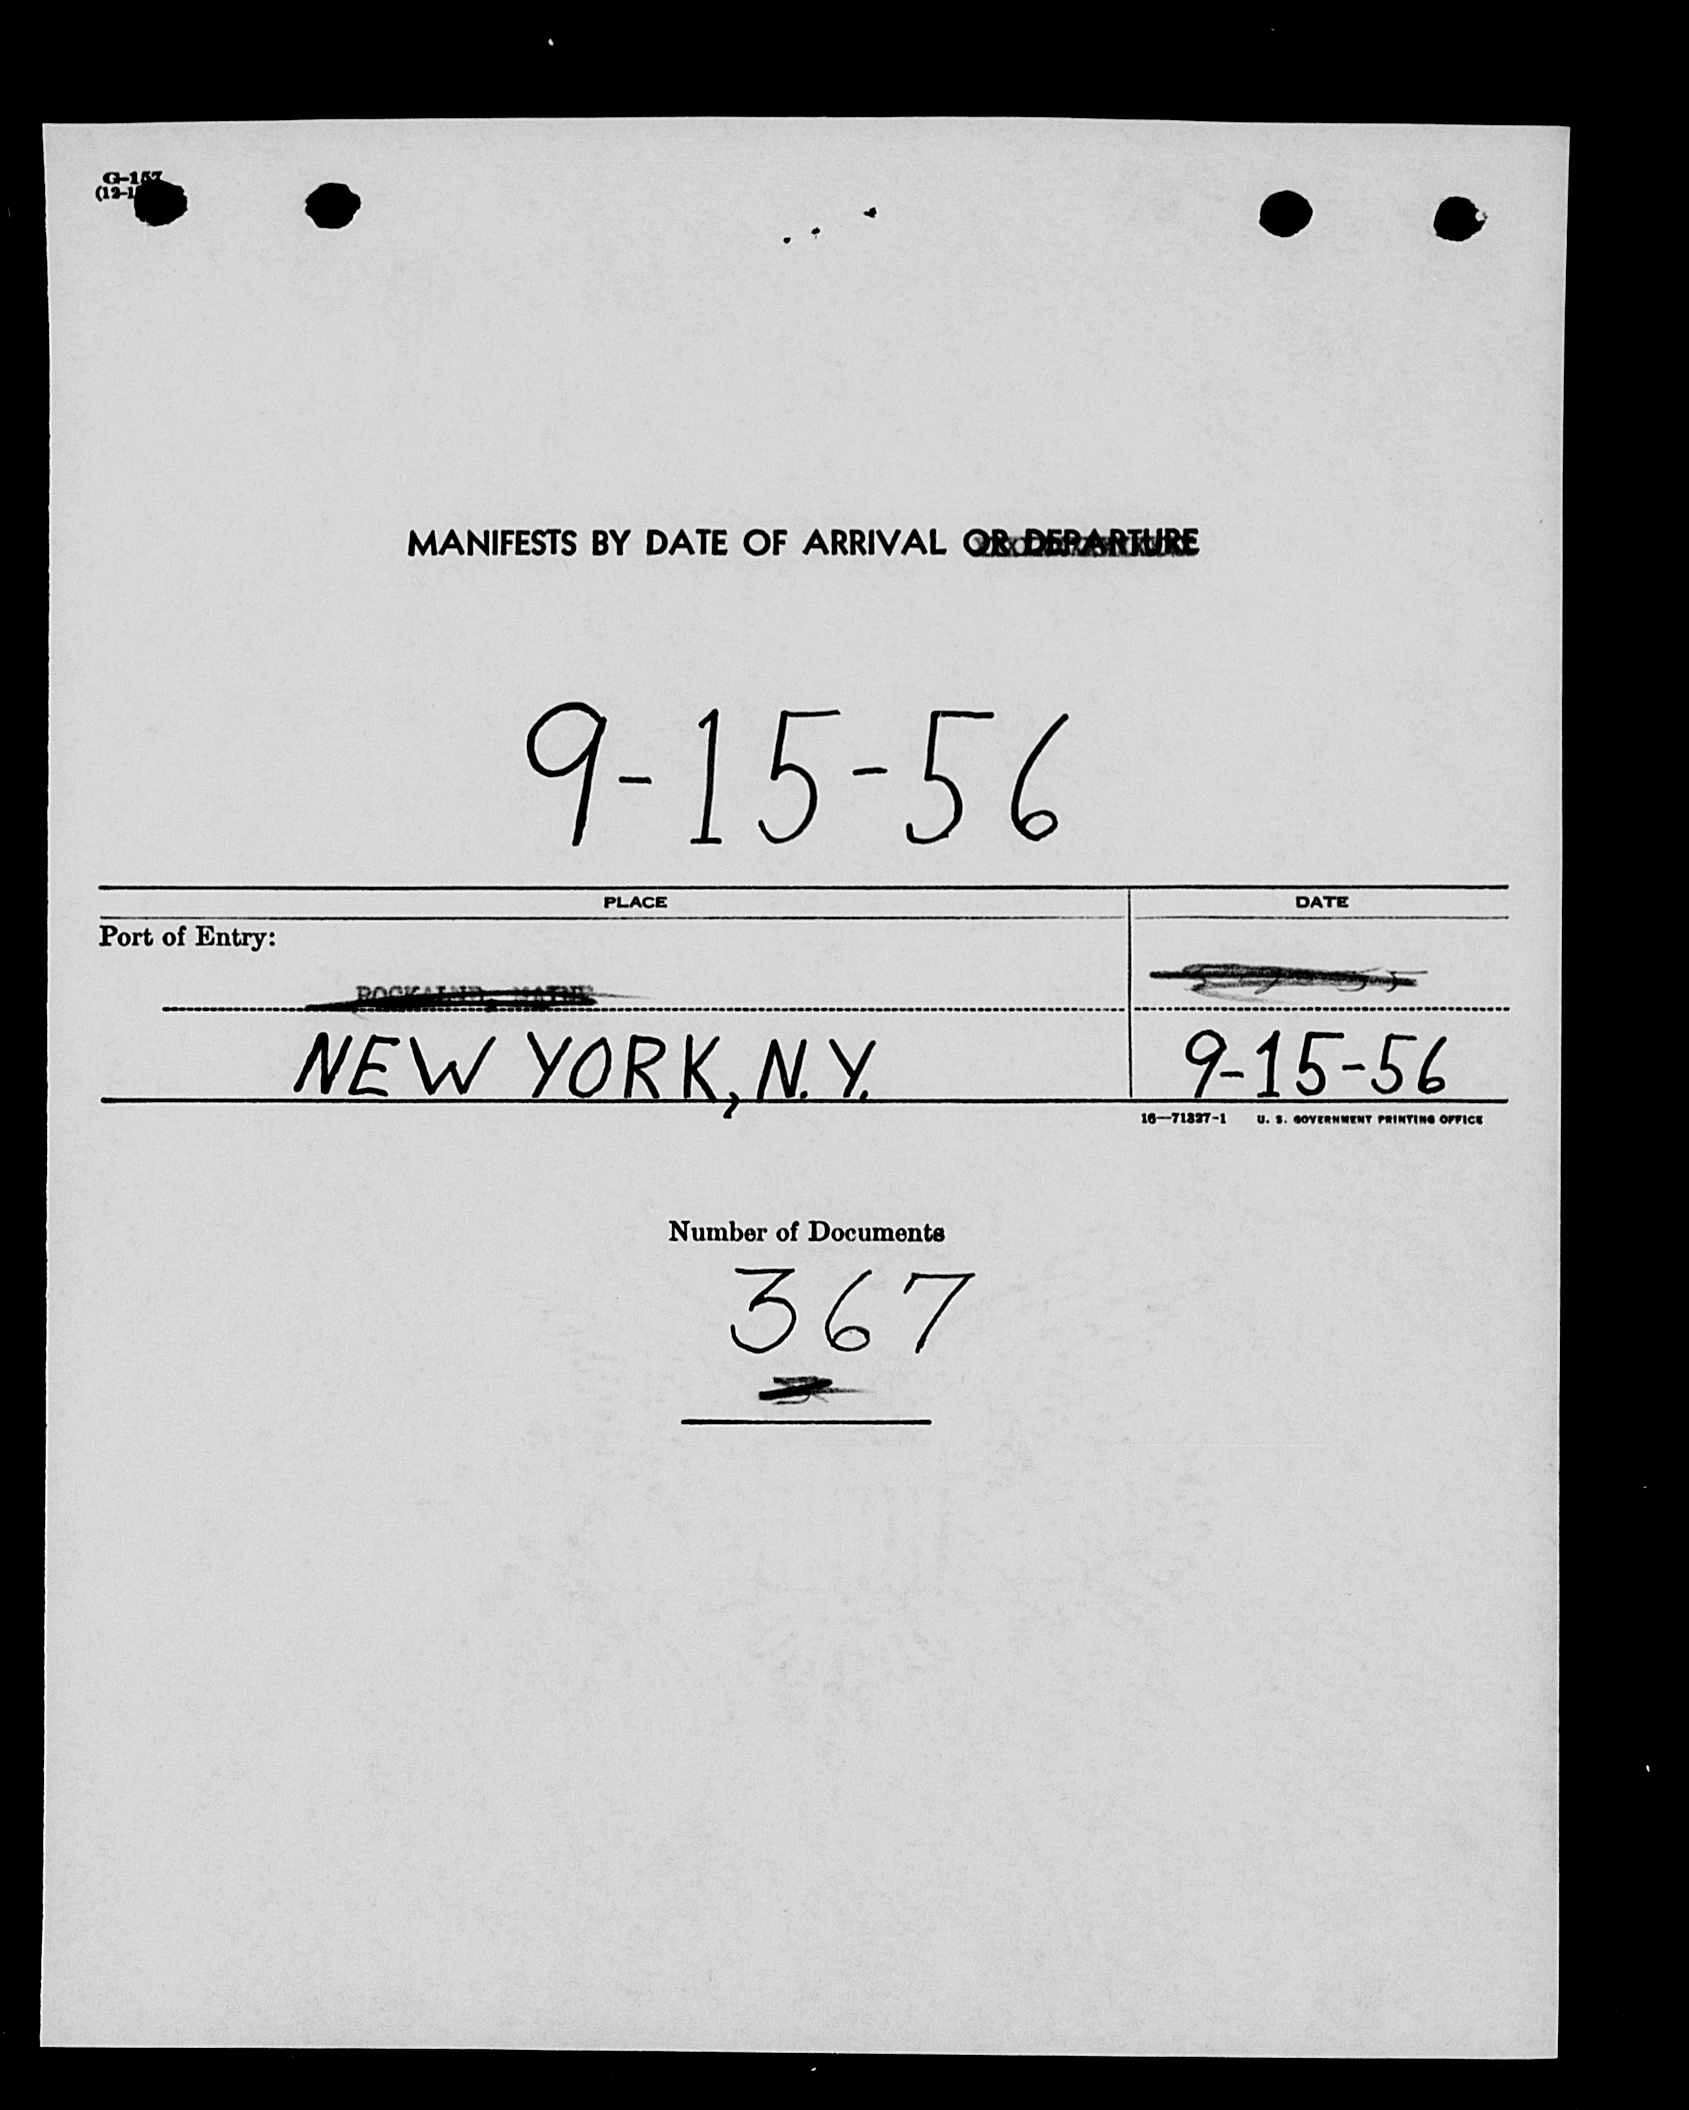 G-157
MANIFESTS BY DATE OF ARRIVAL OR DEPARTURE
9-15-56
PLACE
DATE
Port of Entry:
NEW YORK, N.Y.
9-15-56
16—71327-1 U. S. GOVERNMENT PRINTING OFFICE
Number of Documents
367